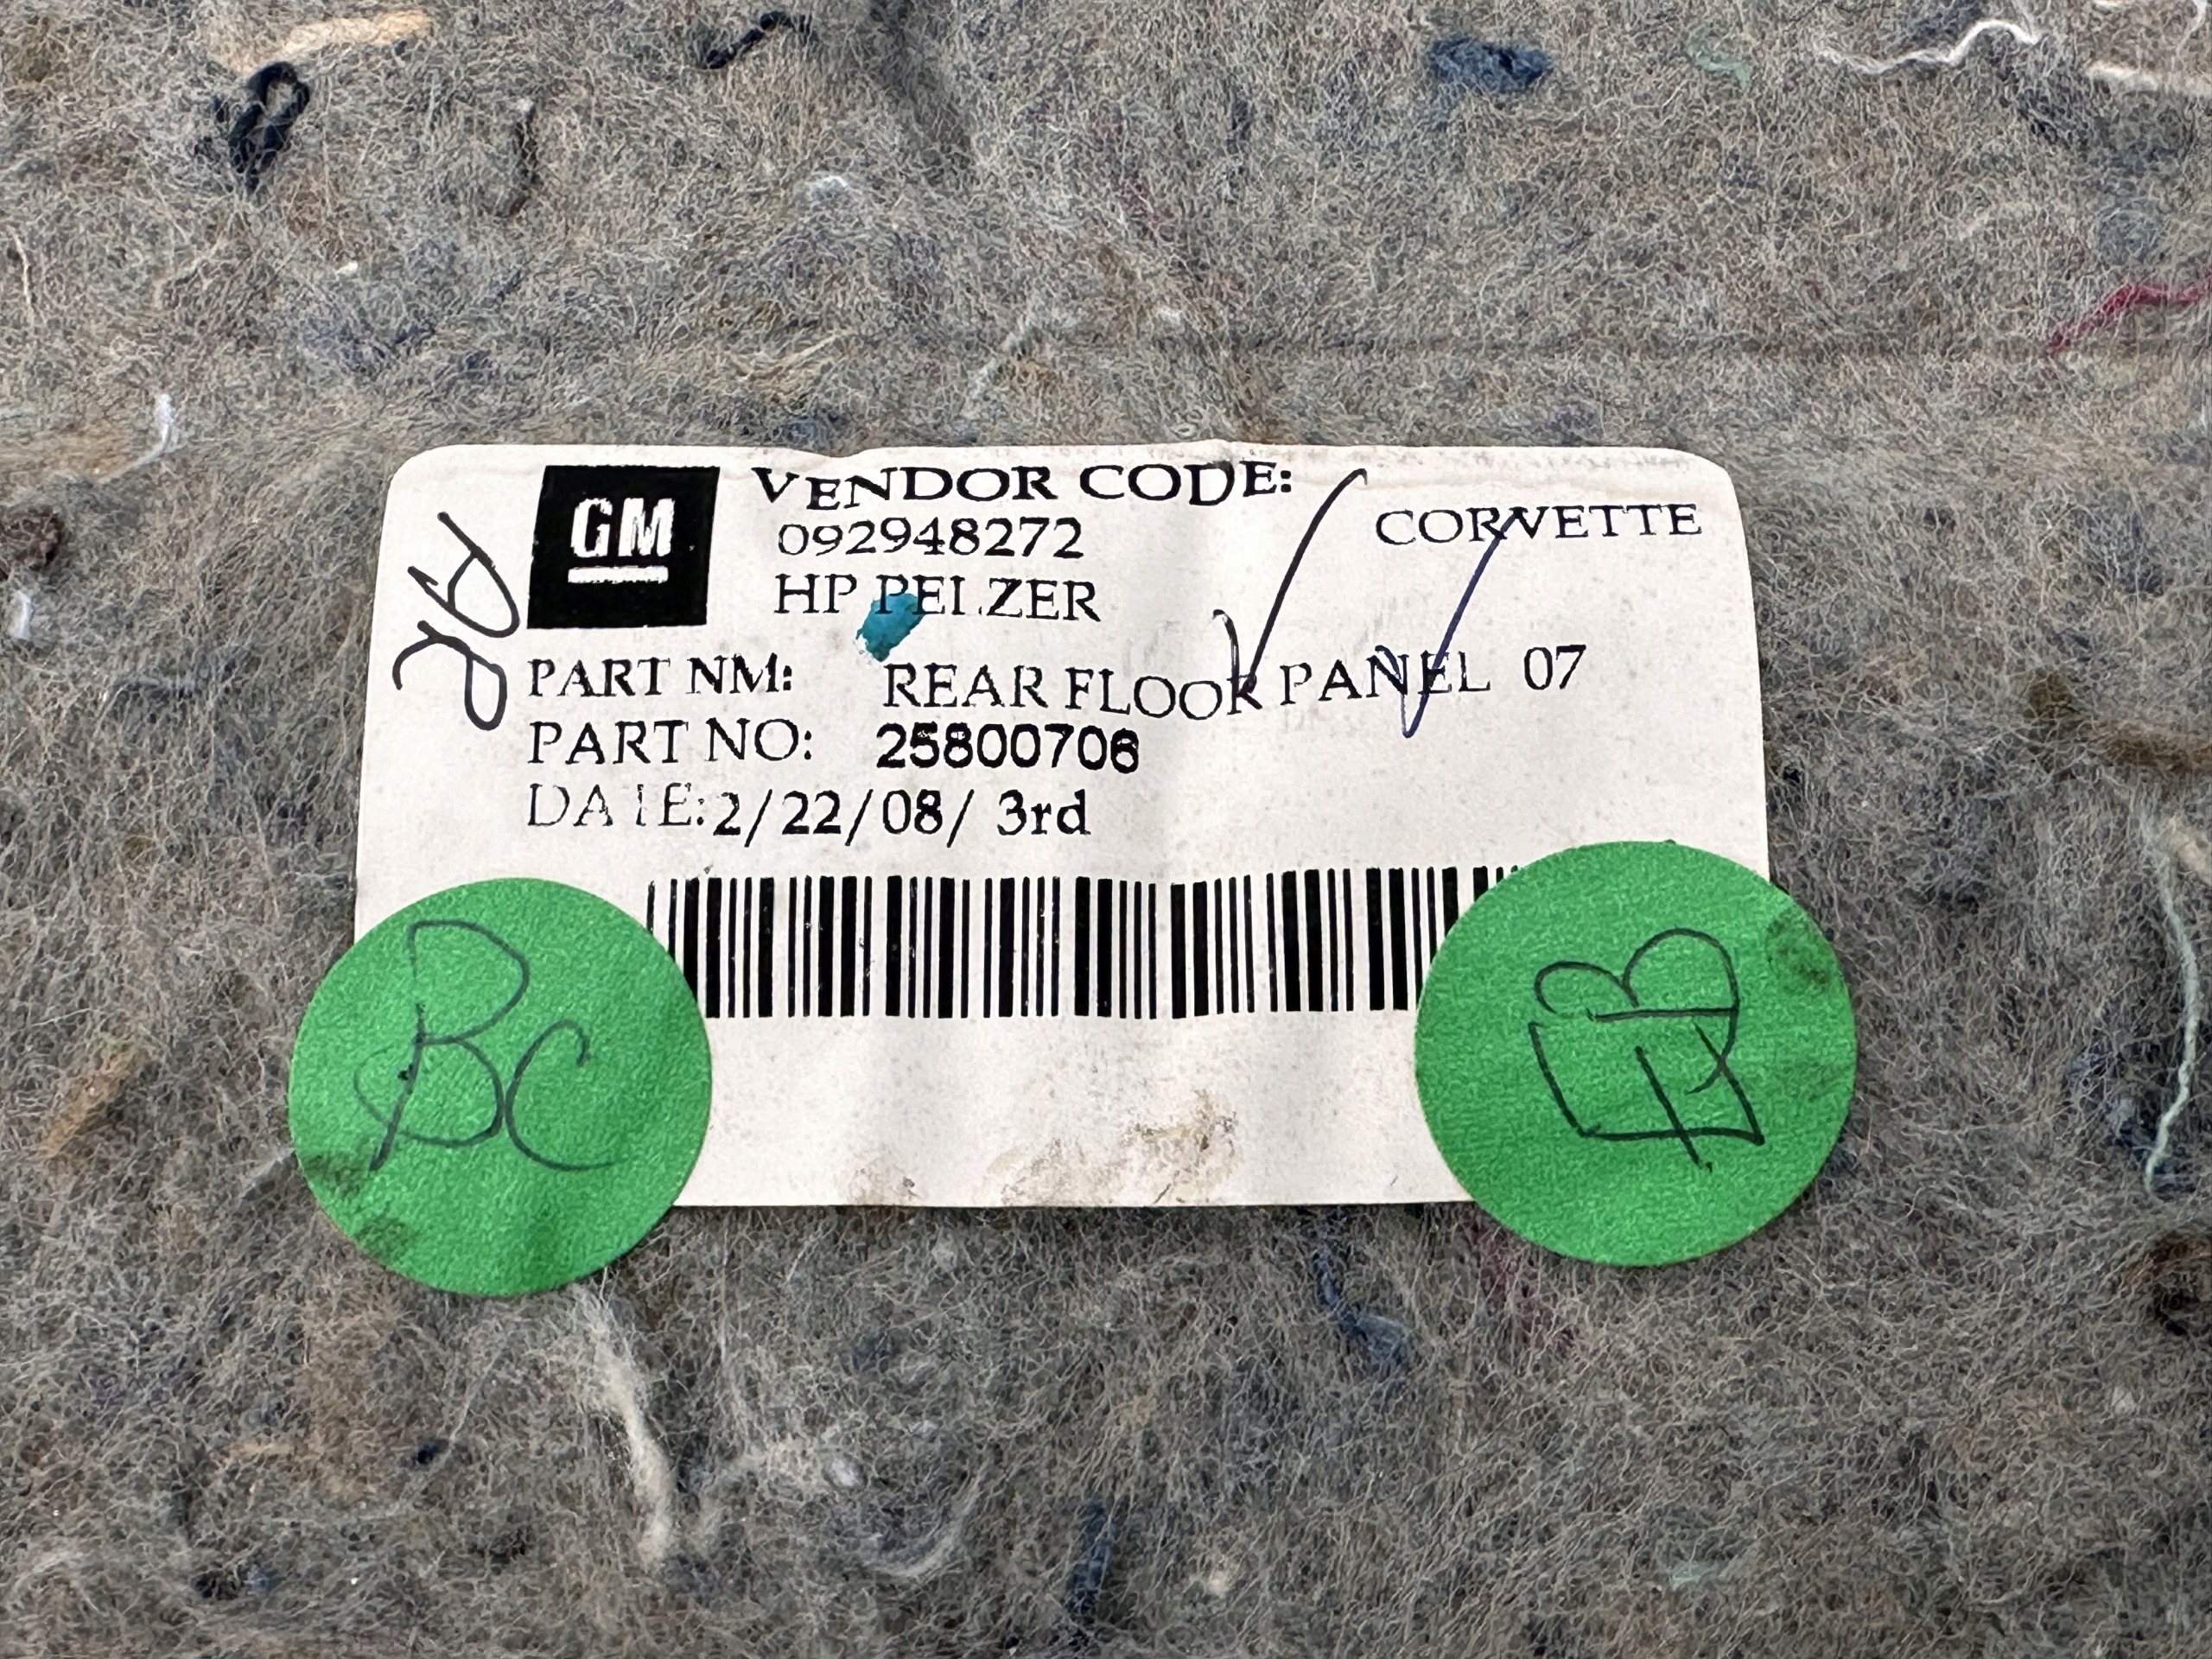 GM
VENDOR CODE:
092948272
HP PELZER
CORVETTE
PART NM: REAR FLOOR PANEL 07
PART NO: 25800706
DATE:2/22/08/ 3rd
BC